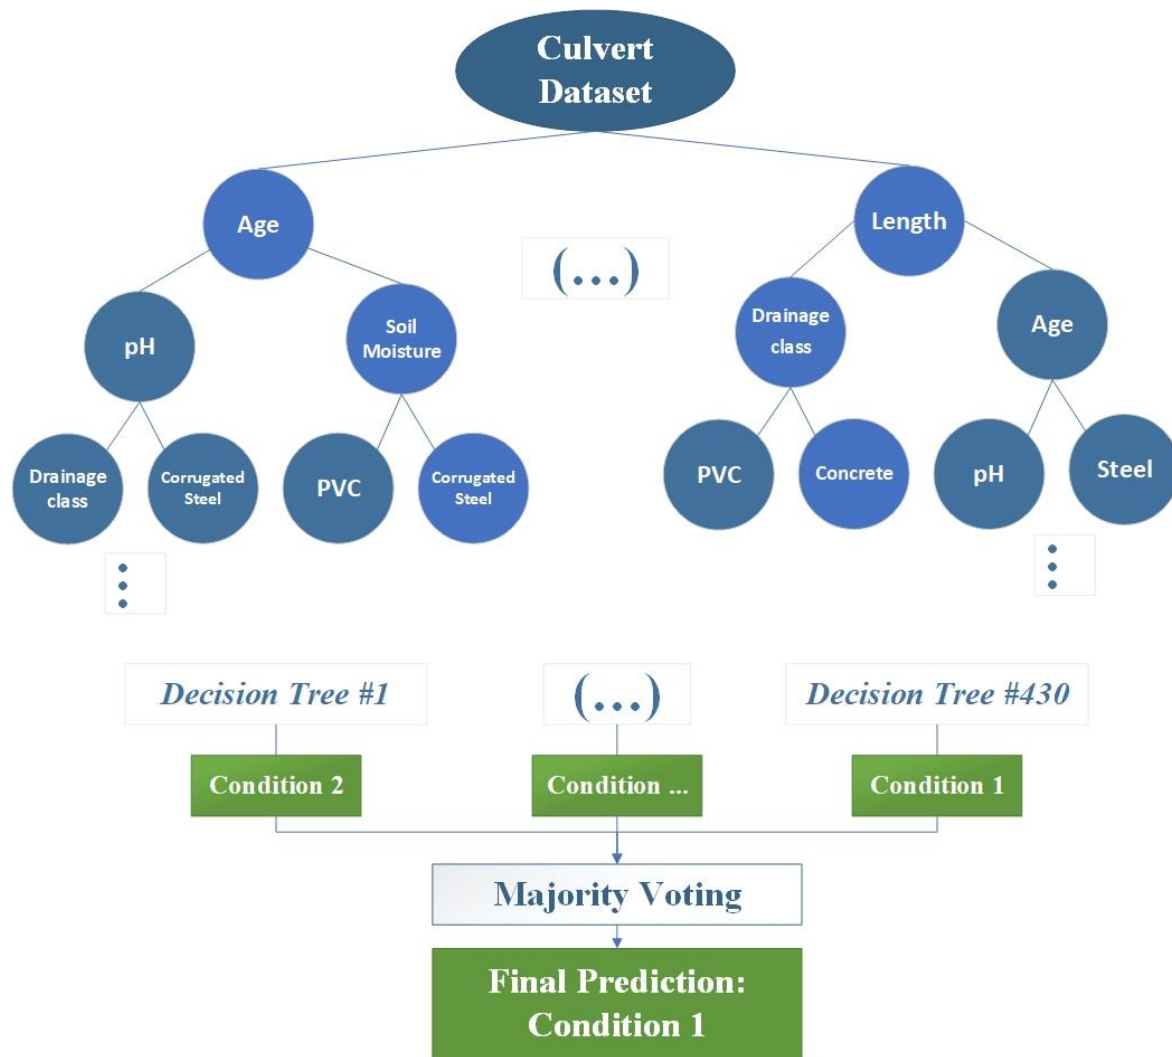 Culvert
Dataset
Age
Length
(...)
pH
Soil
Moisture
Drainage
class
Age
Drainage
class
Corrugated
Steel
PVC
Corrugated
Steel
PVC
Concrete
pH
Steel
Decision Tree #1
(...)
Decision Tree #430
Condition 2
Condition ...
Condition 1
Majority Voting
Final Prediction:
Condition 1